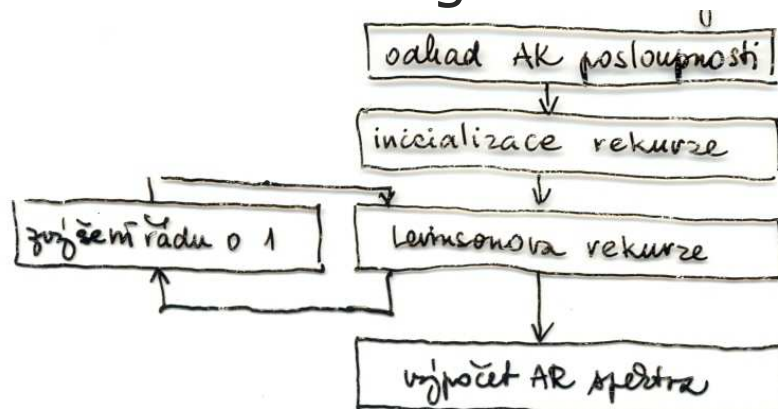 odhad AK posloupnosti
inicializace rekurze
zvýšení řádu o 1
Levinsonova rekurze
výpočet AR spektra